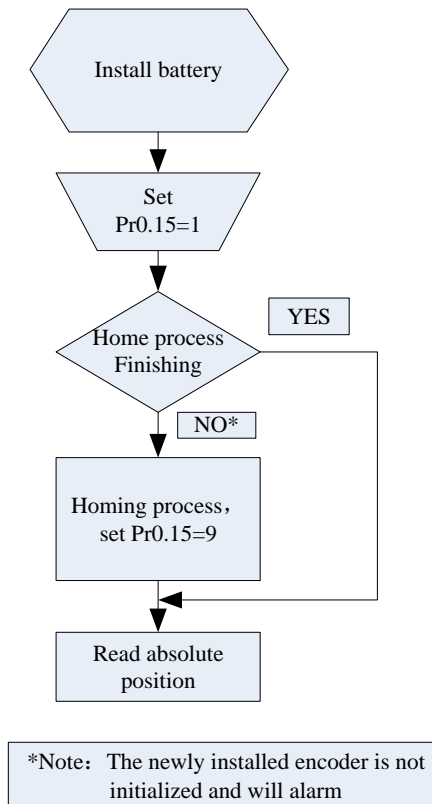 Install battery
Set
Pr0.15=1
Home process
Finishing
YES
NO*
Homing process，
set Pr0.15=9
Read absolute
position
*Note：The newly installed encoder is not
initialized and will alarm